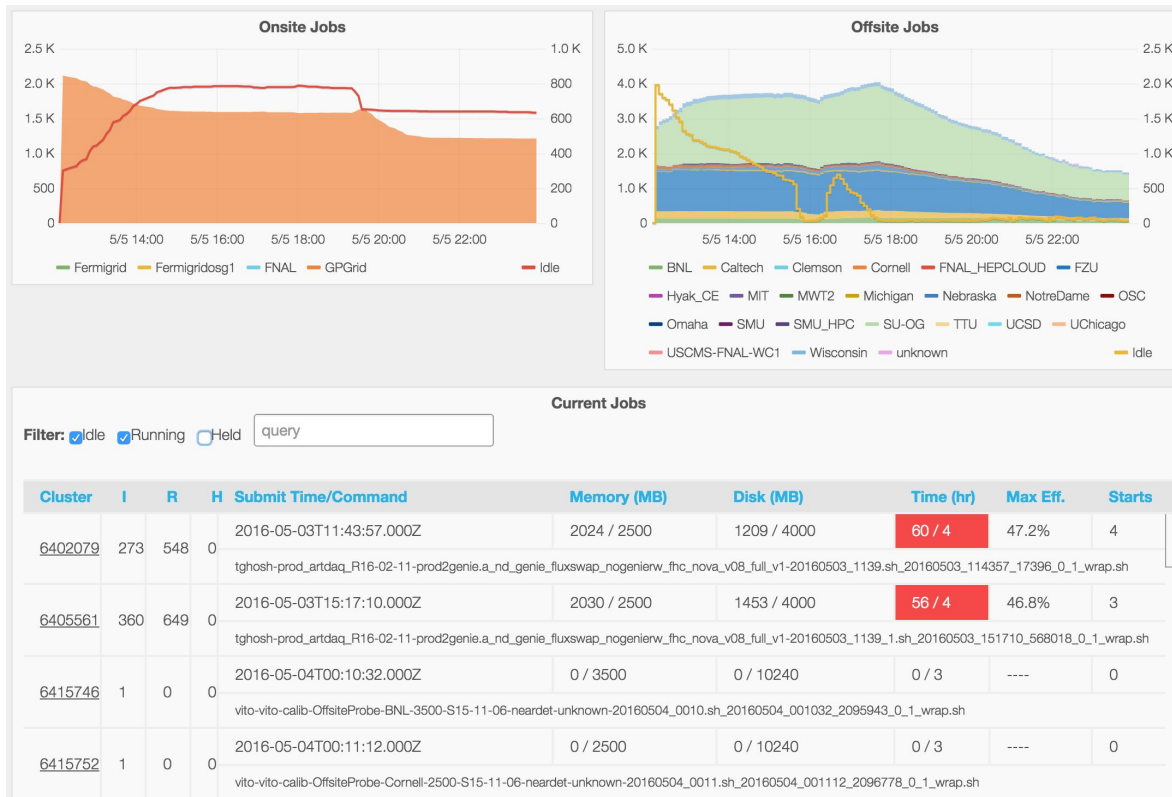 Onsite Jobs
2.5 K
2.0 K
1.5 K
1.0 K
500
0
1.0 K
800
600
400
200
0
5/5 14:00 5/5 16:00 5/5 18:00 5/5 20:00 5/5 22:00
Fermigrid Fermigridosg1 FNAL GPGrid Idle
Offsite Jobs
5.0 K
4.0 K
3.0 K
2.0 K
1.0 K
0
2.5 K
2.0 K
1.5 K
1.0 K
500
0
5/5 14:00 5/5 16:00 5/5 18:00 5/5 20:00 5/5 22:00
BNL Caltech Clemson Cornell FNAL_HEPCLOUD FZU
Hyak_CE MIT MWT2 Michigan Nebraska NotreDame OSC
Omaha SMU SMU_HPC SU-OG TTU UCSD UChicago
USCMS-FNAL-WC1 Wisconsin unknown Idle
Current Jobs
Filter: Idle Running Held query
Cluster I R H Submit Time/Command Memory (MB) Disk (MB) Time (hr) Max Eff. Starts
6402079 273 548 0 2016-05-03T11:43:57.000Z 2024 / 2500 1209 / 4000 60 / 4 47.2% 4
tghosh-prod_artdaq_R16-02-11-prod2genie.a_nd_genie_fluxswap_nogenierw_fhc_nova_v08_full_v1-20160503_1139.sh_20160503_114357_17396_0_1_wrap.sh
6405561 360 649 0 2016-05-03T15:17:10.000Z 2030 / 2500 1453 / 4000 56 / 4 46.8% 3
tghosh-prod_artdaq_R16-02-11-prod2genie.a_nd_genie_fluxswap_nogenierw_fhc_nova_v08_full_v1-20160503_1139_1.sh_20160503_151710_568018_0_1_wrap.sh
6415746 1 0 0 2016-05-04T00:10:32.000Z 0 / 3500 0 / 10240 0 / 3 ---- 0
vito-vito-calib-OffsiteProbe-BNL-3500-S15-11-06-neardet-unknown-20160504_0010.sh_20160504_001032_2095943_0_1_wrap.sh
6415752 1 0 0 2016-05-04T00:11:12.000Z 0 / 2500 0 / 10240 0 / 3 ---- 0
vito-vito-calib-OffsiteProbe-Cornell-2500-S15-11-06-neardet-unknown-20160504_0011.sh_20160504_001112_2096778_0_1_wrap.sh